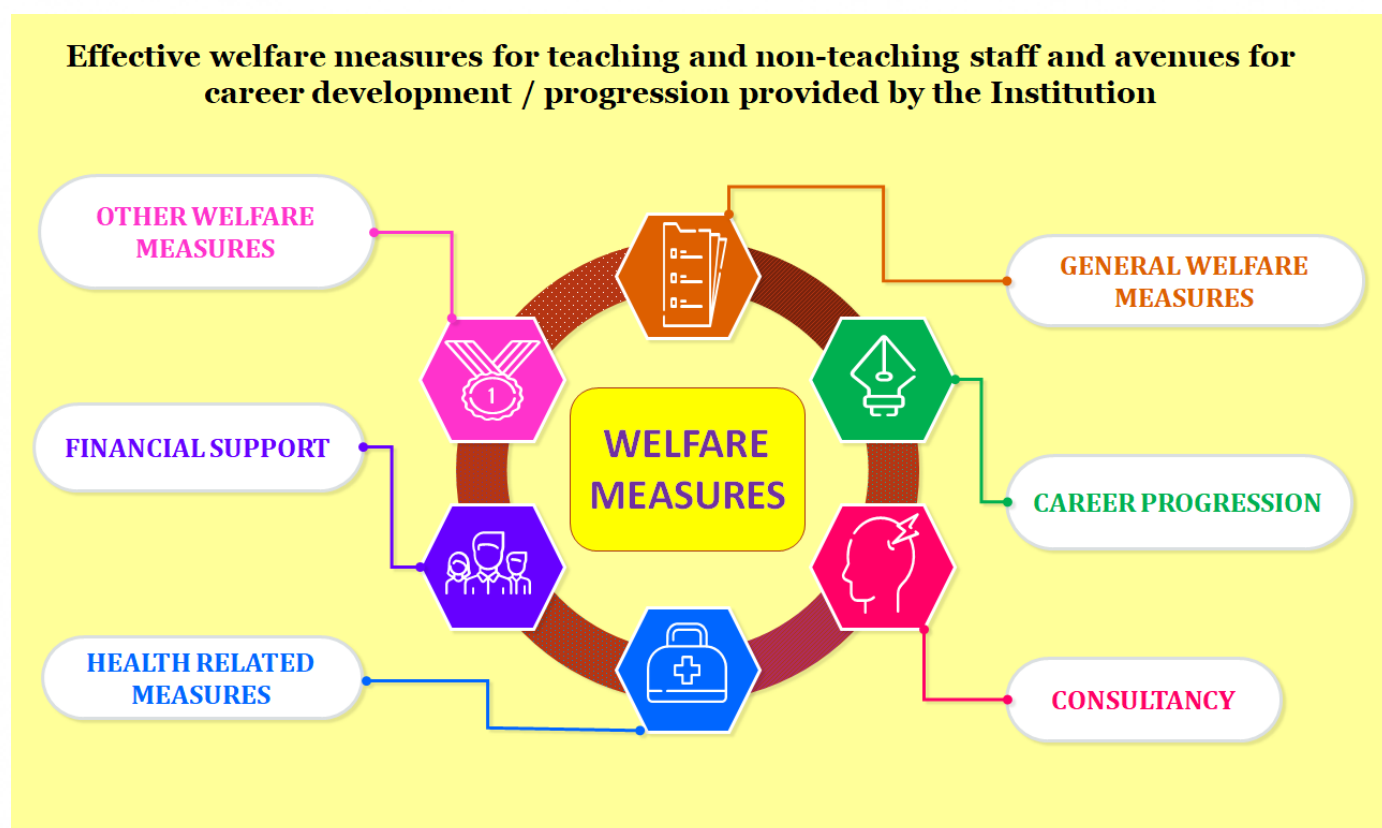 Effective welfare measures for teaching and non-teaching staff and avenues for
career development / progression provided by the Institution
OTHER WELFARE
MEASURES
GENERAL WELFARE
MEASURES
1
FINANCIAL SUPPORT
WELFARE
MEASURES
CAREER PROGRESSION
HEALTH RELATED
MEASURES
CONSULTANCY